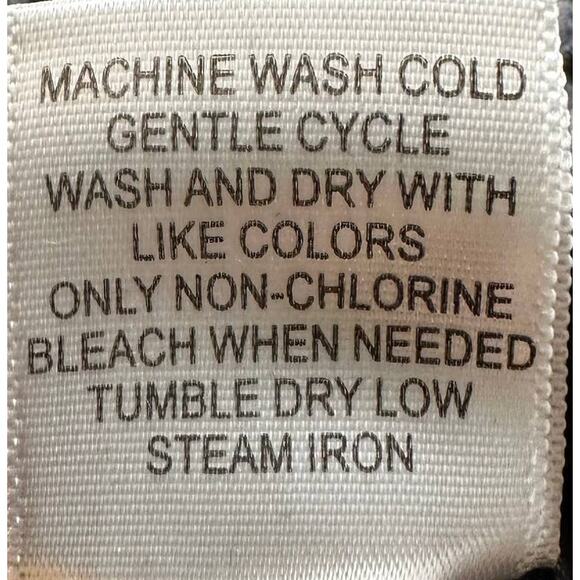 MACHINE WASH COLD
GENTLE CYCLE
WASH AND DRY WITH
LIKE COLORS
ONLY NON-CHLORINE
BLEACH WHEN NEEDED
TUMBLE DRY LOW
STEAM IRON